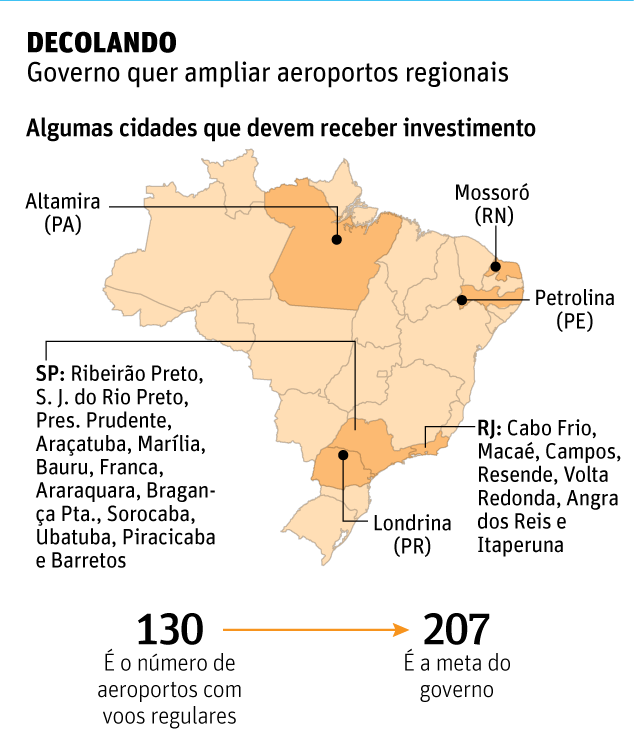 DECOLANDO
Governo quer ampliar aeroportos regionais
Algumas cidades que devem receber investimento
Altamira
(PA)
Mossoró
(RN)
Petrolina
(PE)
SP: Ribeirão Preto,
S. J. do Rio Preto,
Pres. Prudente,
Araçatuba, Marília,
Bauru, Franca,
Araraquara, Bragan-
ça Pta., Sorocaba,
Ubatuba, Piracicaba
e Barretos
RJ: Cabo Frio,
Macaé, Campos,
Resende, Volta
Redonda, Angra
dos Reis e
Itaperuna
Londrina
(PR)
130
É o número de
aeroportos com
voos regulares
207
É a meta do
governo